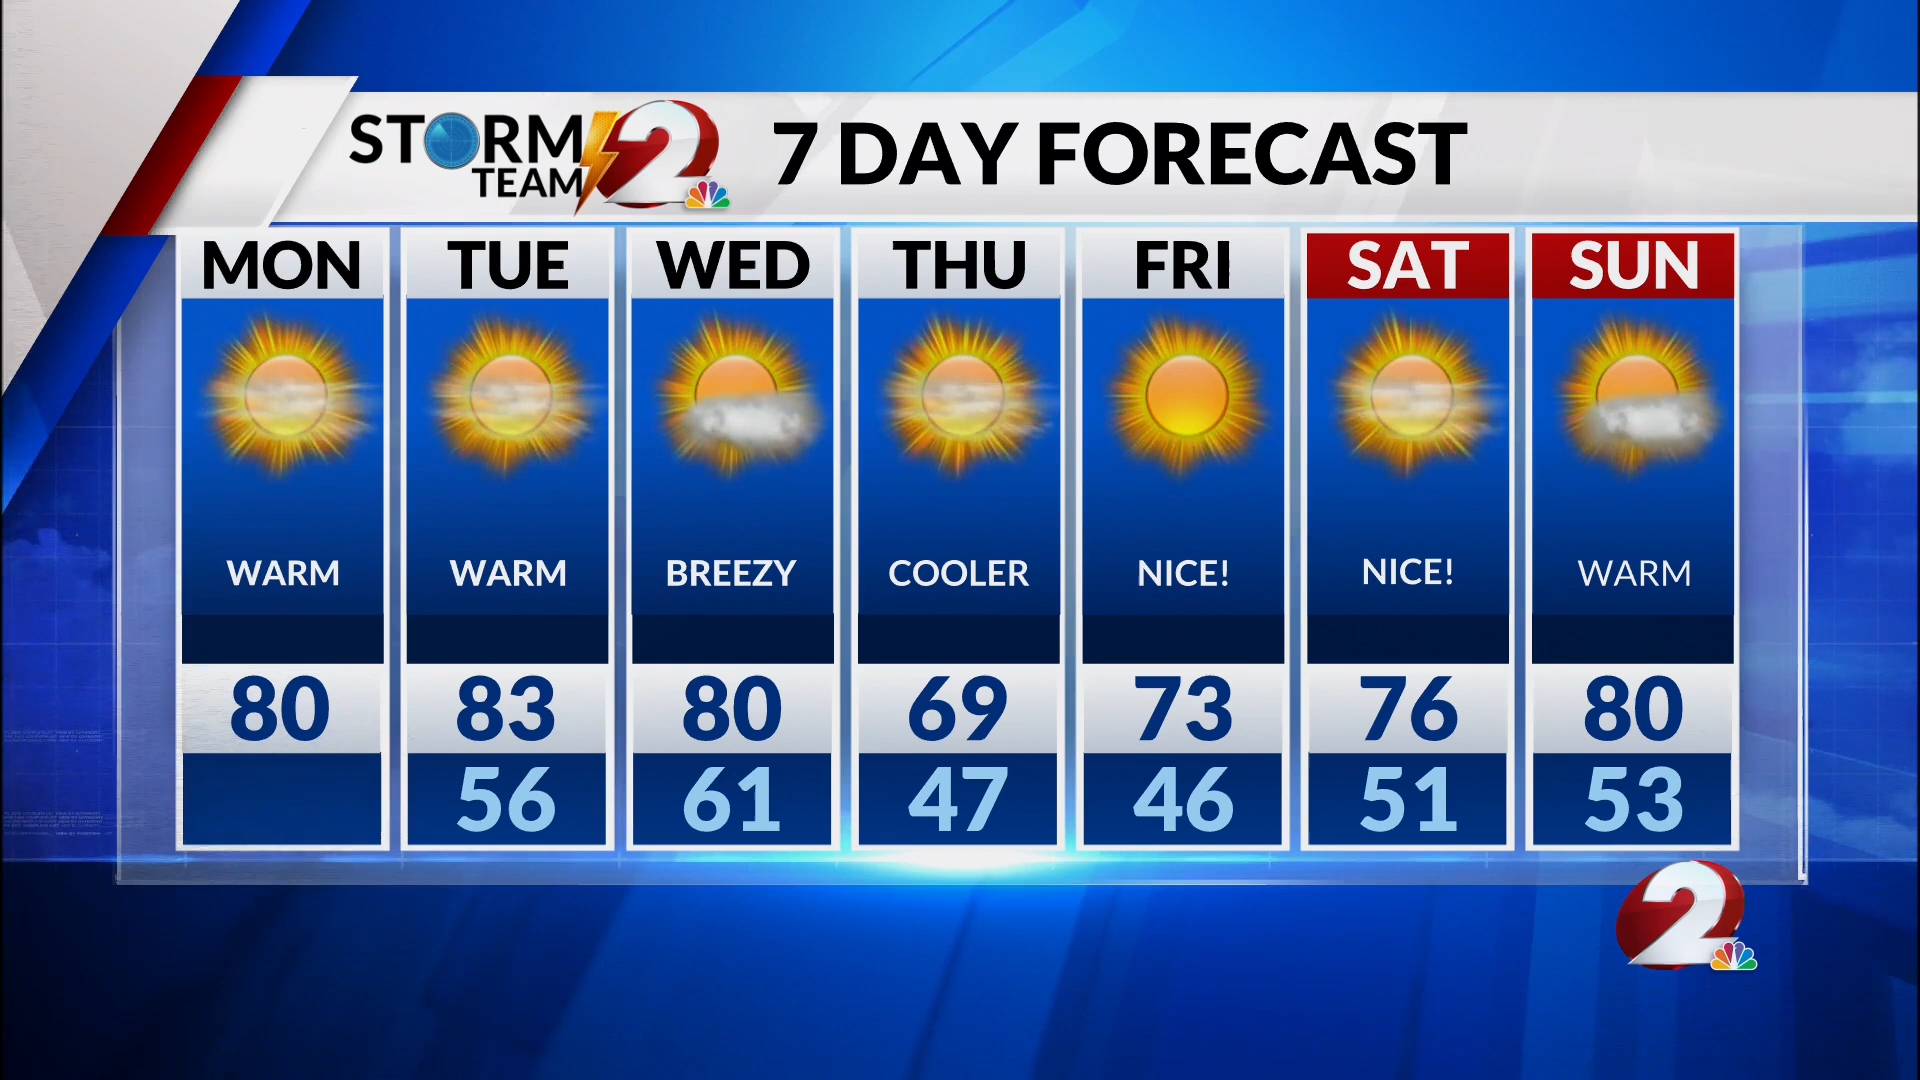 STORM TEAM 2 7 DAY FORECAST
MON TUE WED THU FRI SAT SUN
WARM WARM BREEZY COOLER NICE! NICE! WARM
80 83 80 69 73 76 80
56 61 47 46 51 53
2